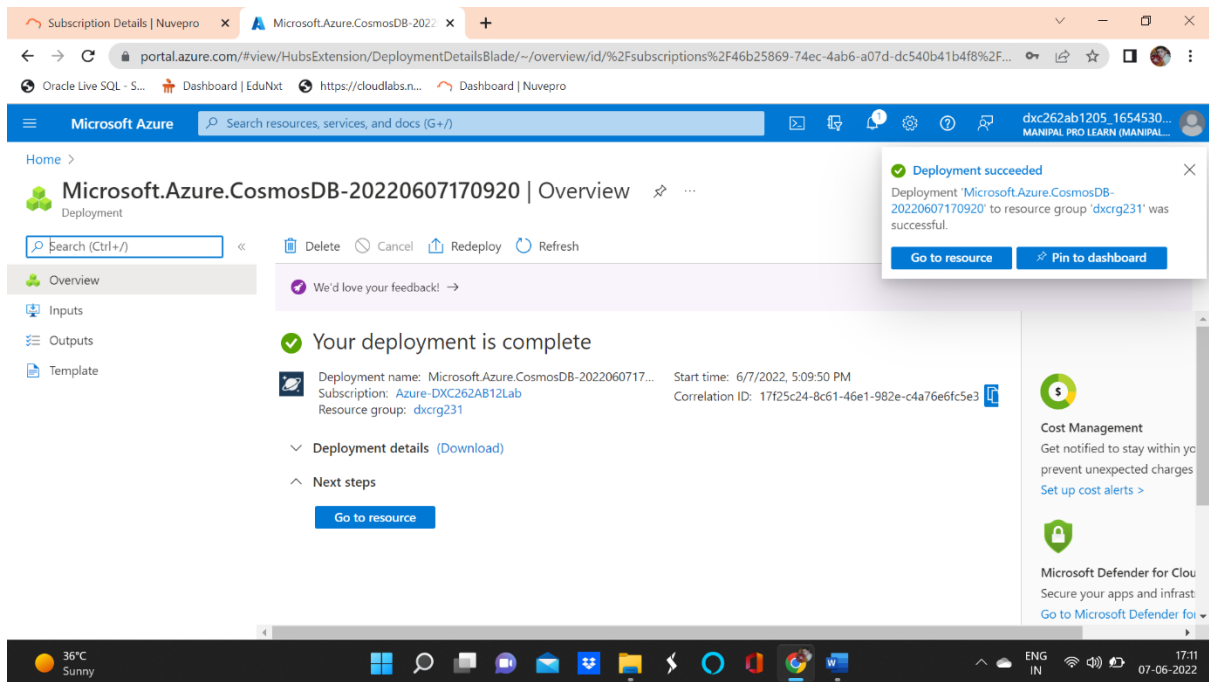 Subscription Details | Nuvepro
Microsoft.Azure.CosmosDB-2022
portal.azure.com/#view/HubsExtension/DeploymentDetailsBlade/~/overview/id/%2Fsubscriptions%2F46b25869-74ec-4ab6-a07d-dc540b41b4f8%2F...
Oracle Live SQL - S...
Dashboard | EduNxt
https://cloudlabs.n...
Dashboard | Nuvepro
Microsoft Azure
Search resources, services, and docs (G+/)
1
dxc262ab1205_1654530...
MANIPAL PRO LEARN (MANIPAL...
Home >
Microsoft.Azure.CosmosDB-20220607170920 | Overview
Deployment
Search (Ctrl+/)
Delete
Cancel
Redeploy
Refresh
Deployment succeeded
Deployment 'Microsoft.Azure.CosmosDB-
20220607170920' to resource group 'dxcrg231' was
successful.
Go to resource
Pin to dashboard
Overview
Inputs
Outputs
Template
We'd love your feedback! →
Your deployment is complete
Deployment name: Microsoft.Azure.CosmosDB-2022060717...
Subscription: Azure-DXC262AB12Lab
Resource group: dxcrg231
Start time: 6/7/2022, 5:09:50 PM
Correlation ID: 17f25c24-8c61-46e1-982e-c4a76e6fc5e3
Deployment details (Download)
Next steps
Go to resource
Cost Management
Get notified to stay within yo
prevent unexpected charges
Set up cost alerts >
Microsoft Defender for Clou
Secure your apps and infrast
Go to Microsoft Defender for
36°C
Sunny
ENG
IN
17:11
07-06-2022